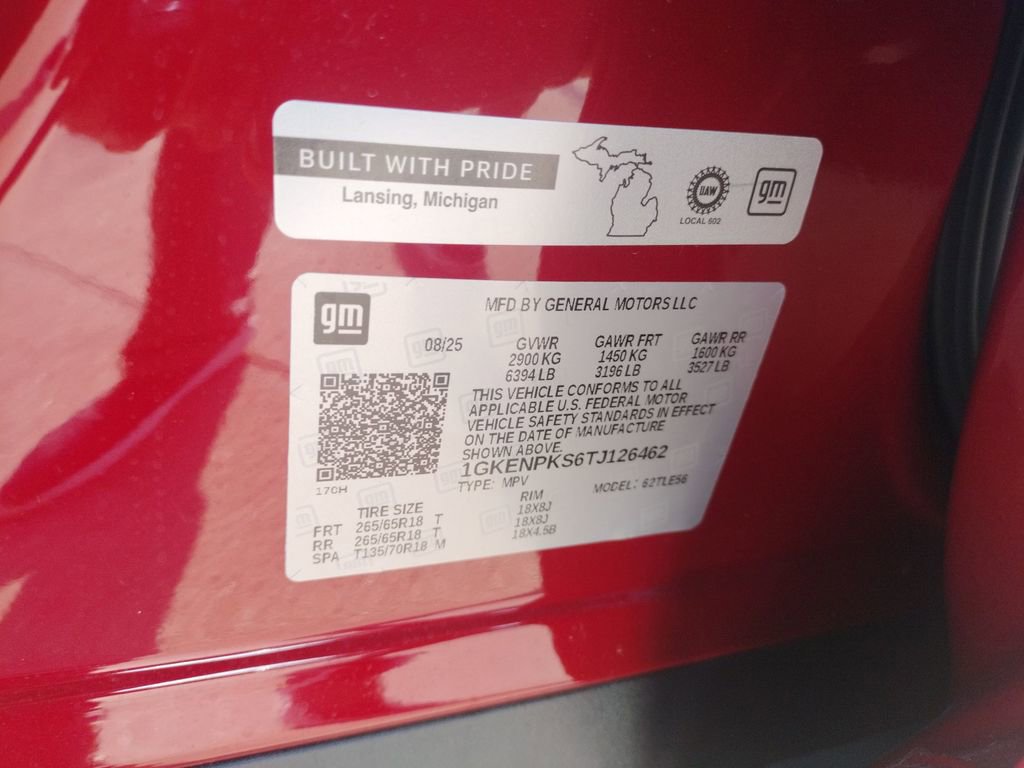 BUILT WITH PRIDE
Lansing, Michigan
UAW
LOCAL 602
gm
gm
MFD BY GENERAL MOTORS LLC
08/25 GVWR GAWR FRT GAWR RR
2900 KG 1450 KG 1600 KG
6394 LB 3196 LB 3527 LB
THIS VEHICLE CONFORMS TO ALL
APPLICABLE U.S. FEDERAL MOTOR
VEHICLE SAFETY STANDARDS IN EFFECT
ON THE DATE OF MANUFACTURE
SHOWN ABOVE.
1GKENPKS6TJ126462
170H
TYPE: MPV MODEL: 62TLE56
TIRE SIZE RIM
FRT 265/65R18 T 18X8J
RR 265/65R18 T 18X8J
SPA T135/70R18 M 18X4.5B